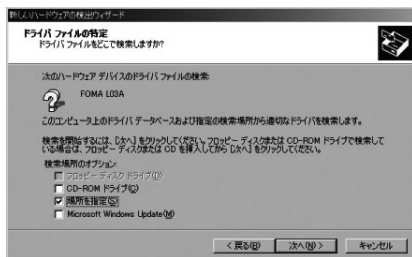 新しいハードウェアの検出ウィザード
ドライバ ファイルの特定
ドライバ ファイルをどこで検索しますか?
次のハードウェア デバイスのドライバ ファイルの検索:
FOMA L03A
このコンピュータ上のドライバ データベースおよび指定の検索場所から適切なドライバを検索します。
検索を開始するには、[次へ] をクリックしてください。フロッピー ディスクまたは CD-ROM ドライブで検索して
いる場合は、フロッピー ディスクまたは CD を挿入してから [次へ] をクリックしてください。
検索場所のオプション:
フロッピー ディスク ドライブ(D)
CD-ROM ドライブ(C)
場所を指定(S)
Microsoft Windows Update(M)
< 戻る(B)
次へ(N) >
キャンセル